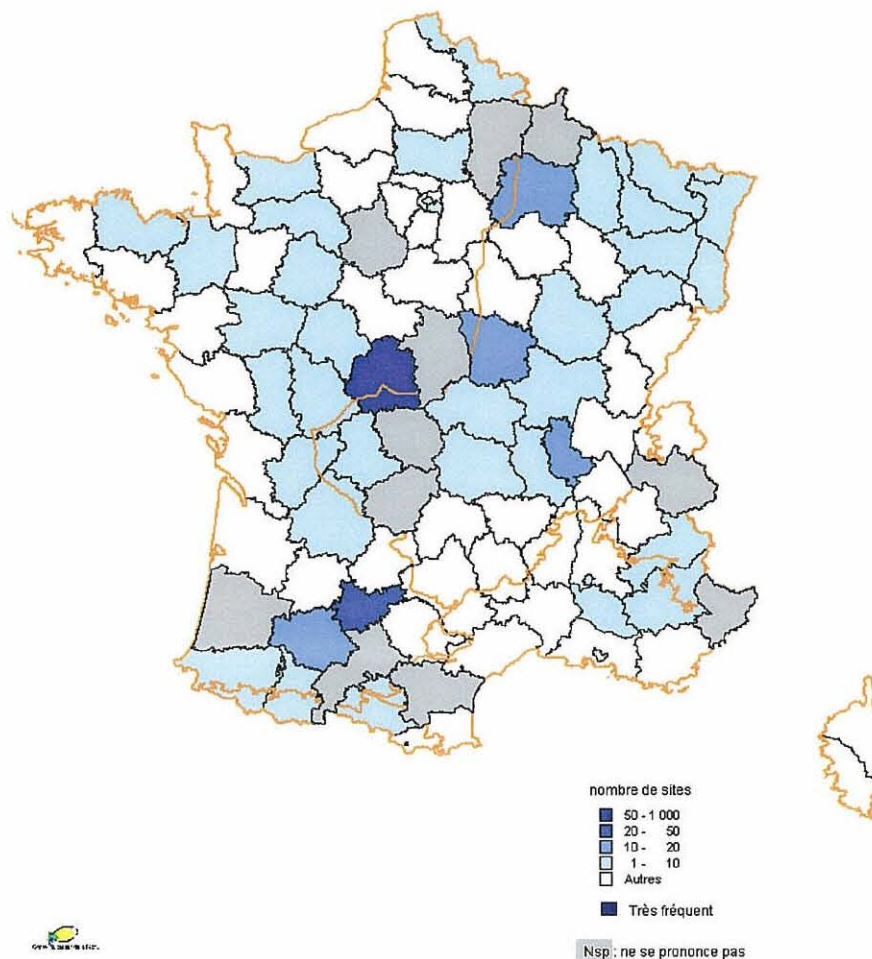 nombre de sites
50 - 1 000
20 - 50
10 - 20
1 - 10
Autres
Très fréquent
Nsp : ne se prononce pas